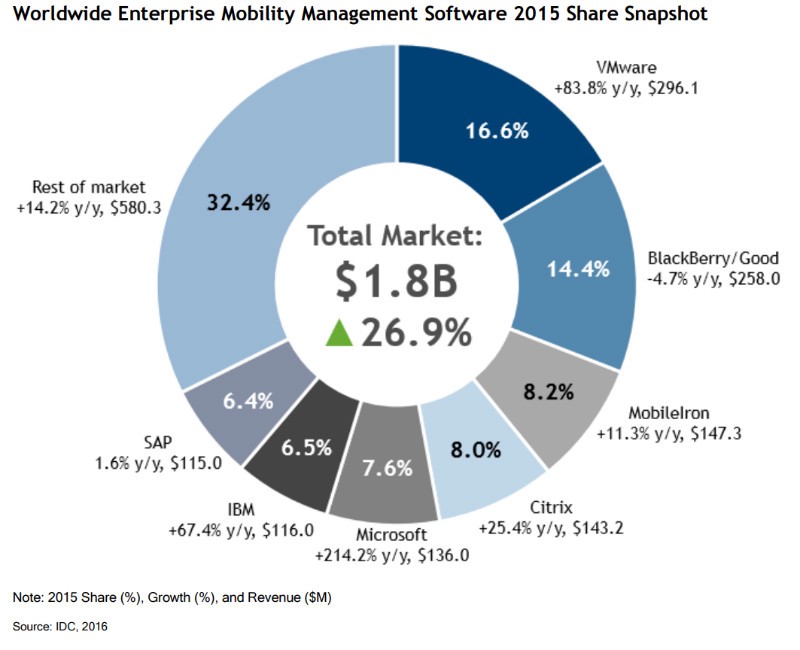 Worldwide Enterprise Mobility Management Software 2015 Share Snapshot
VMware
+83.8% y/y, $296.1
16.6%
Rest of market
+14.2% y/y, $580.3
32.4%
Total Market:
$1.8B
▲ 26.9%
BlackBerry/Good
-4.7% y/y, $258.0
14.4%
8.2%
MobileIron
+11.3% y/y, $147.3
6.4%
SAP
1.6% y/y, $115.0
6.5%
IBM
+67.4% y/y, $116.0
7.6%
Microsoft
+214.2% y/y, $136.0
8.0%
Citrix
+25.4% y/y, $143.2
Note: 2015 Share (%), Growth (%), and Revenue ($M)
Source: IDC, 2016